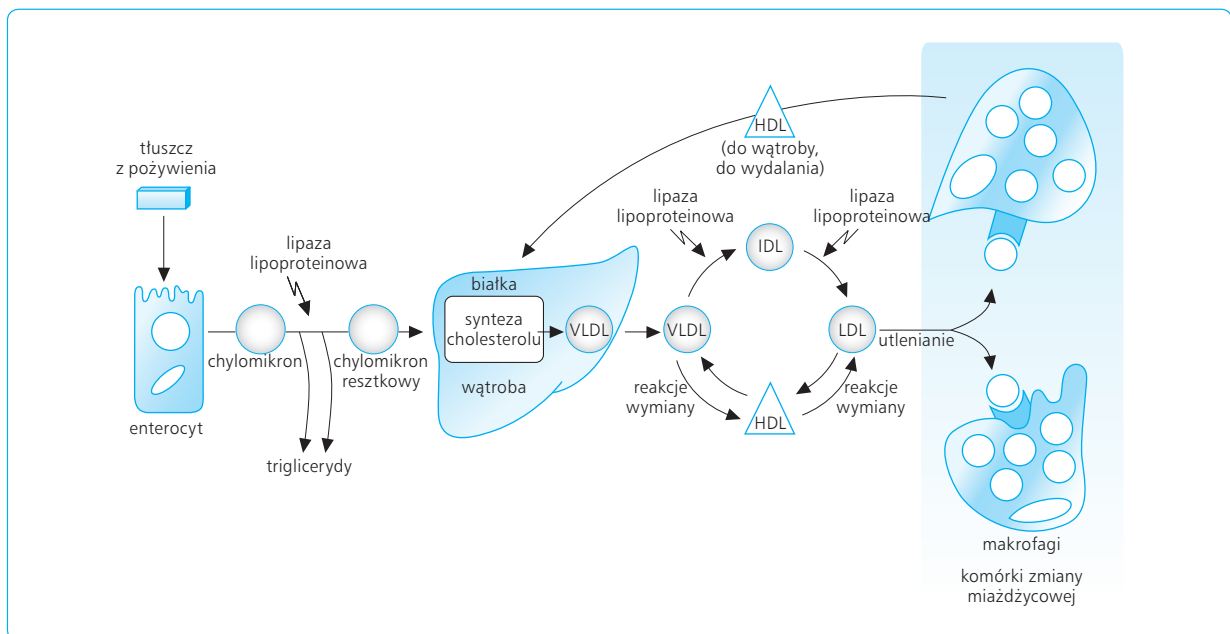 tłuszcz
z pożywienia
enterocyt
lipaza
lipoproteinowa
chylomikron
chylomikron
resztkowy
triglicerydy
białka
synteza
cholesterolu
VLDL
wątroba
HDL
(do wątroby,
do wydalania)
lipaza
lipoproteinowa
lipaza
lipoproteinowa
IDL
VLDL
LDL
utlenianie
reakcje
wymiany
reakcje
wymiany
HDL
makrofagi
komórki zmiany
miażdżycowej